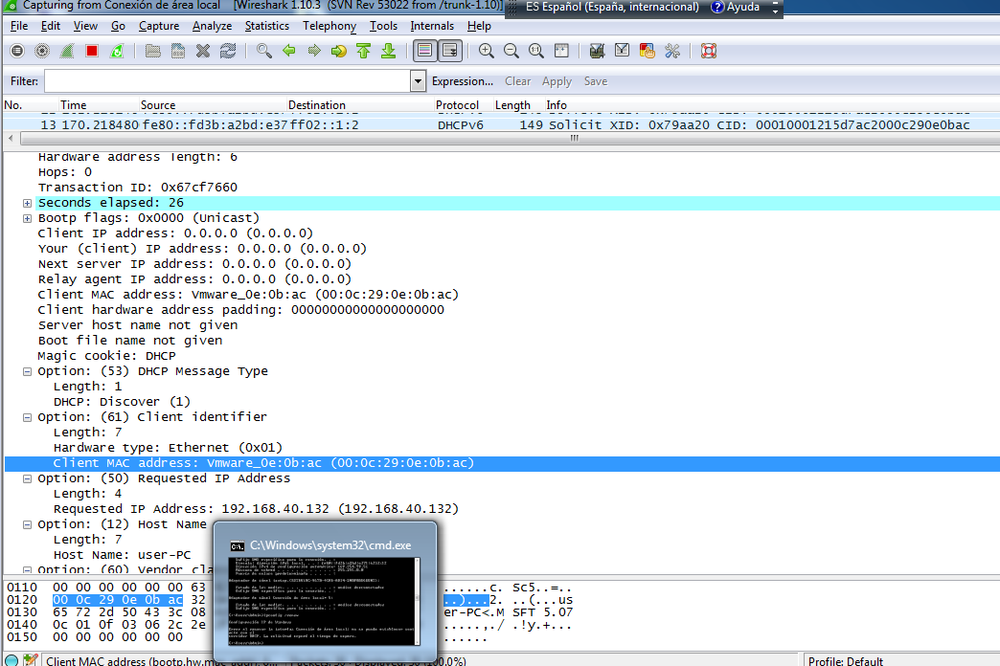 Capturing from Conexión de área local [Wireshark 1.10.3 (SVN Rev 53022 from /trunk-1.10)]
ES Español (España, internacional) Ayuda
File Edit View Go Capture Analyze Statistics Telephony Tools Internals Help
Filter: Expression... Clear Apply Save
No. Time Source Destination Protocol Length Info
13 170.218480 fe80::fd3b:a2bd:e37 ff02::1:2 DHCPv6 149 Solicit XID: 0x79aa20 CID: 00010001215d7ac2000c290e0bac
Hardware address length: 6
Hops: 0
Transaction ID: 0x67cf7660
Seconds elapsed: 26
Bootp flags: 0x0000 (Unicast)
Client IP address: 0.0.0.0 (0.0.0.0)
Your (client) IP address: 0.0.0.0 (0.0.0.0)
Next server IP address: 0.0.0.0 (0.0.0.0)
Relay agent IP address: 0.0.0.0 (0.0.0.0)
Client MAC address: Vmware_0e:0b:ac (00:0c:29:0e:0b:ac)
Client hardware address padding: 00000000000000000000
Server host name not given
Boot file name not given
Magic cookie: DHCP
Option: (53) DHCP Message Type
Length: 1
DHCP: Discover (1)
Option: (61) Client identifier
Length: 7
Hardware type: Ethernet (0x01)
Client MAC address: Vmware_0e:0b:ac (00:0c:29:0e:0b:ac)
Option: (50) Requested IP Address
Length: 4
Requested IP Address: 192.168.40.132 (192.168.40.132)
Option: (12) Host Name
Length: 7
Host Name: user-PC
Option: (60) Vendor cla
C:\Windows\system32\cmd.exe
0110 00 00 00 00 00 00 63 .......c. Sc5..=..
0120 00 0c 29 0e 0b ac 32 ..)...2. ..(...us
0130 65 72 2d 50 43 3c 08 er-PC<.M SFT 5.07
0140 0c 01 0f 03 06 2c 2e ....., ./ .!y.+...
0150 00 00 00 00 00 00 ......
Client MAC address (bootp.hw.mac_addr Profile: Default